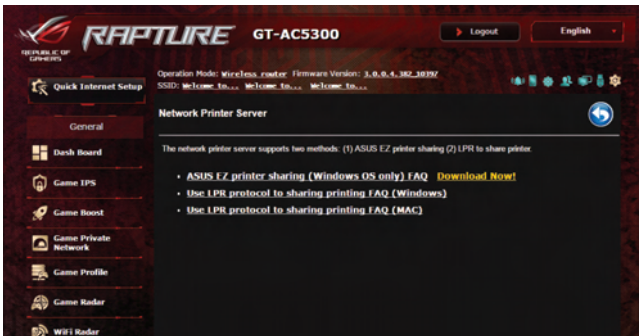 REPUBLIC OF
GAMERS
RAPTURE
GT-AC5300
Logout
English
Quick Internet Setup
Operation Mode: Wireless router Firmware Version: 3.0.0.4.382_10397
SSID: Welcome to... Welcome to... Welcome to...
General
Network Printer Server
Dash Board
The network printer server supports two methods: (1) ASUS EZ printer sharing (2) LPR to share printer.
ASUS EZ printer sharing (Windows OS only) FAQ Download Now!
Game IPS
Use LPR protocol to sharing printing FAQ (Windows)
Game Boost
Use LPR protocol to sharing printing FAQ (MAC)
Game Private
Network
Game Profile
Game Radar
WiFi Radar